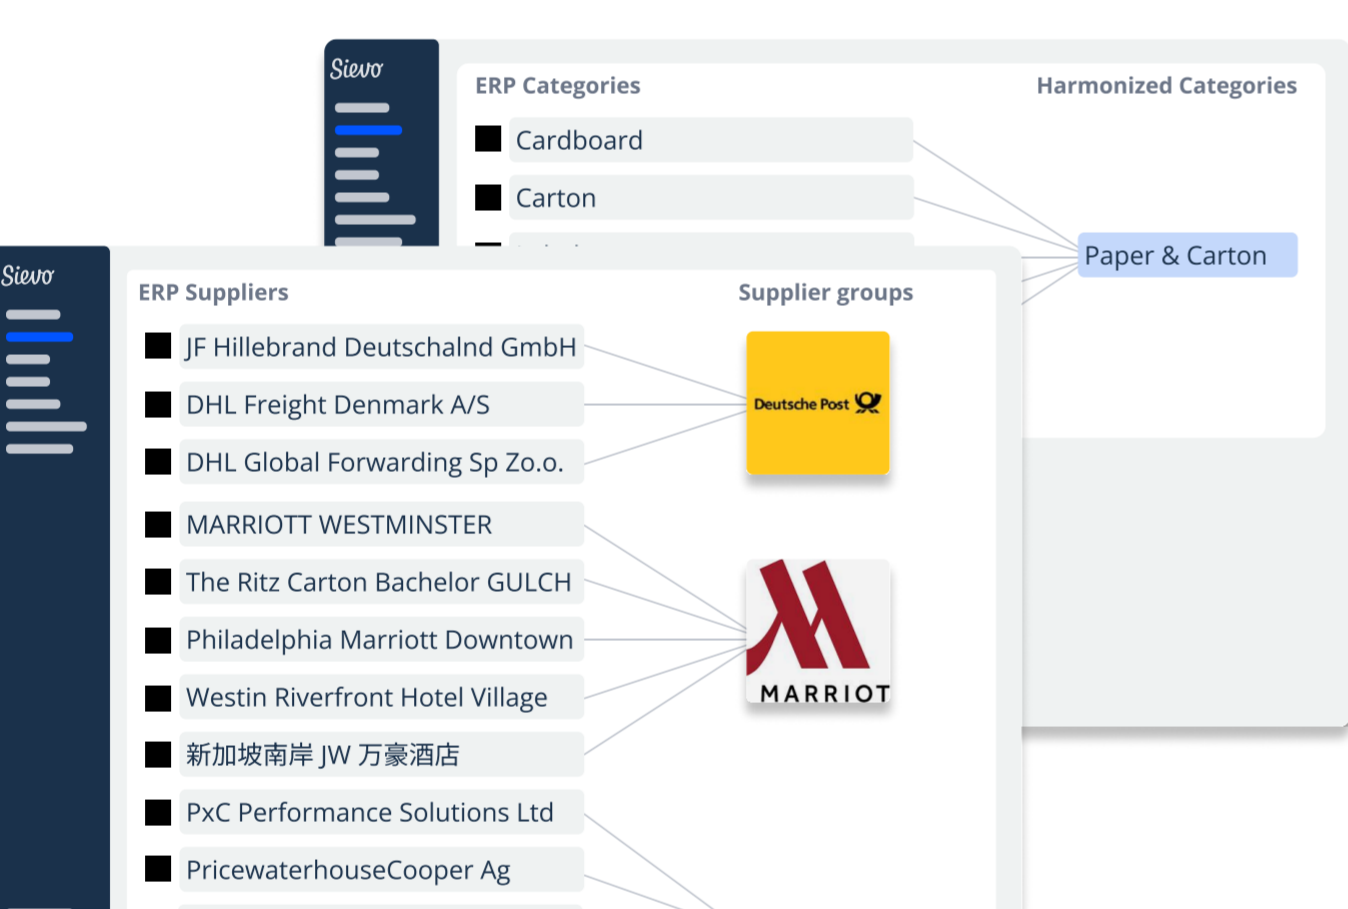 Sievo
ERP Categories
Harmonized Categories
Cardboard
Carton
Paper & Carton
Sievo
ERP Suppliers
Supplier groups
JF Hillebrand Deutschalnd GmbH
DHL Freight Denmark A/S
Deutsche Post
DHL Global Forwarding Sp Zo.o.
MARRIOTT WESTMINSTER
The Ritz Carton Bachelor GULCH
Philadelphia Marriott Downtown
MARRIOT
Westin Riverfront Hotel Village
新加坡南岸 JW 万豪酒店
PxC Performance Solutions Ltd
PricewaterhouseCooper Ag